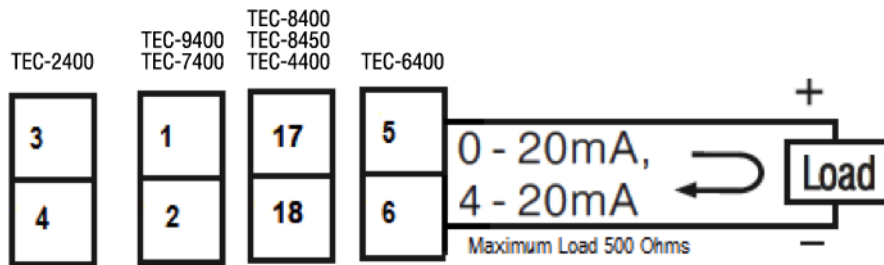 TEC-2400
TEC-9400
TEC-7400
TEC-8400
TEC-8450
TEC-4400
TEC-6400
3
4
1
2
17
18
5
6
0 - 20mA,
4 - 20mA
Maximum Load 500 Ohms
+
Load
–